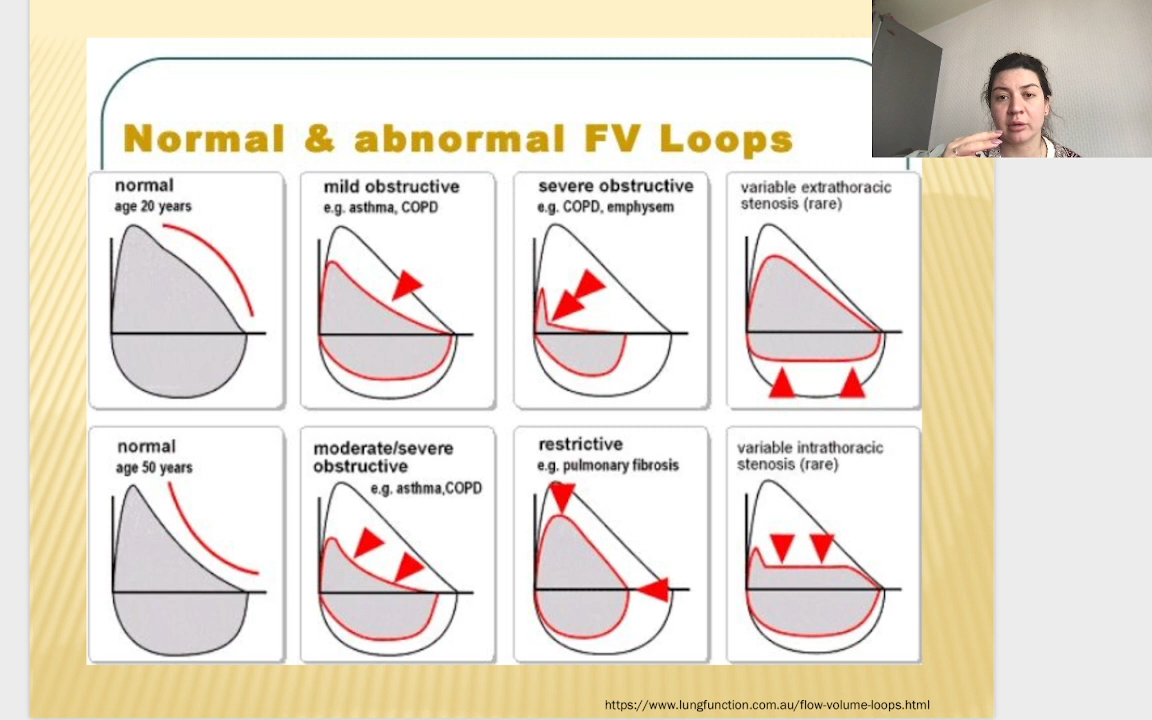 Normal & abnormal FV Loops
normal
age 20 years
mild obstructive
e.g. asthma, COPD
severe obstructive
e.g. COPD, emphysem
variable extrathoracic
stenosis (rare)
normal
age 50 years
moderate/severe
obstructive
e.g. asthma,COPD
restrictive
e.g. pulmonary fibrosis
variable intrathoracic
stenosis (rare)
https://www.lungfunction.com.au/flow-volume-loops.html